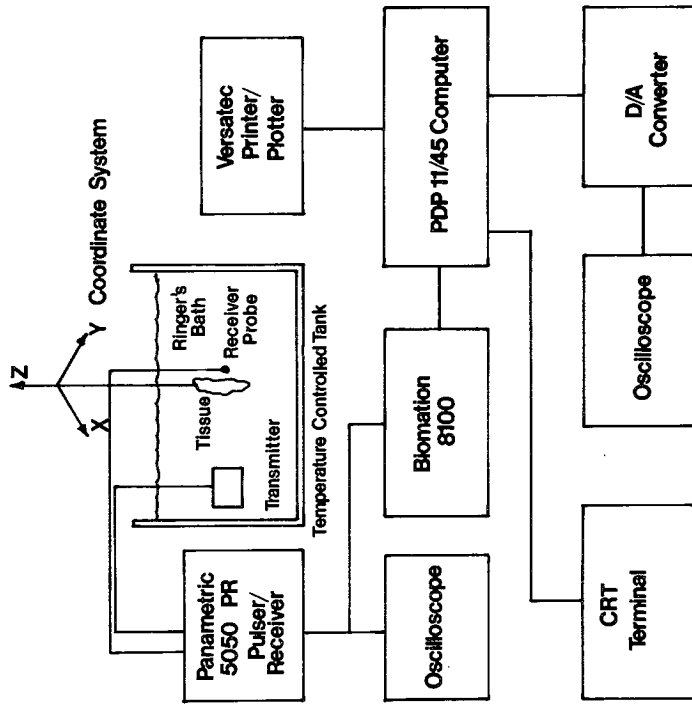 Z
X
Y Coordinate System
Ringer's
Bath
Receiver
Probe
Tissue
Transmitter
Temperature Controlled Tank
Panametric
5050 PR
Pulser/
Receiver
Versatec
Printer/
Plotter
Oscilloscope
Biomation
8100
PDP 11/45 Computer
CRT
Terminal
Oscilloscope
D/A
Converter